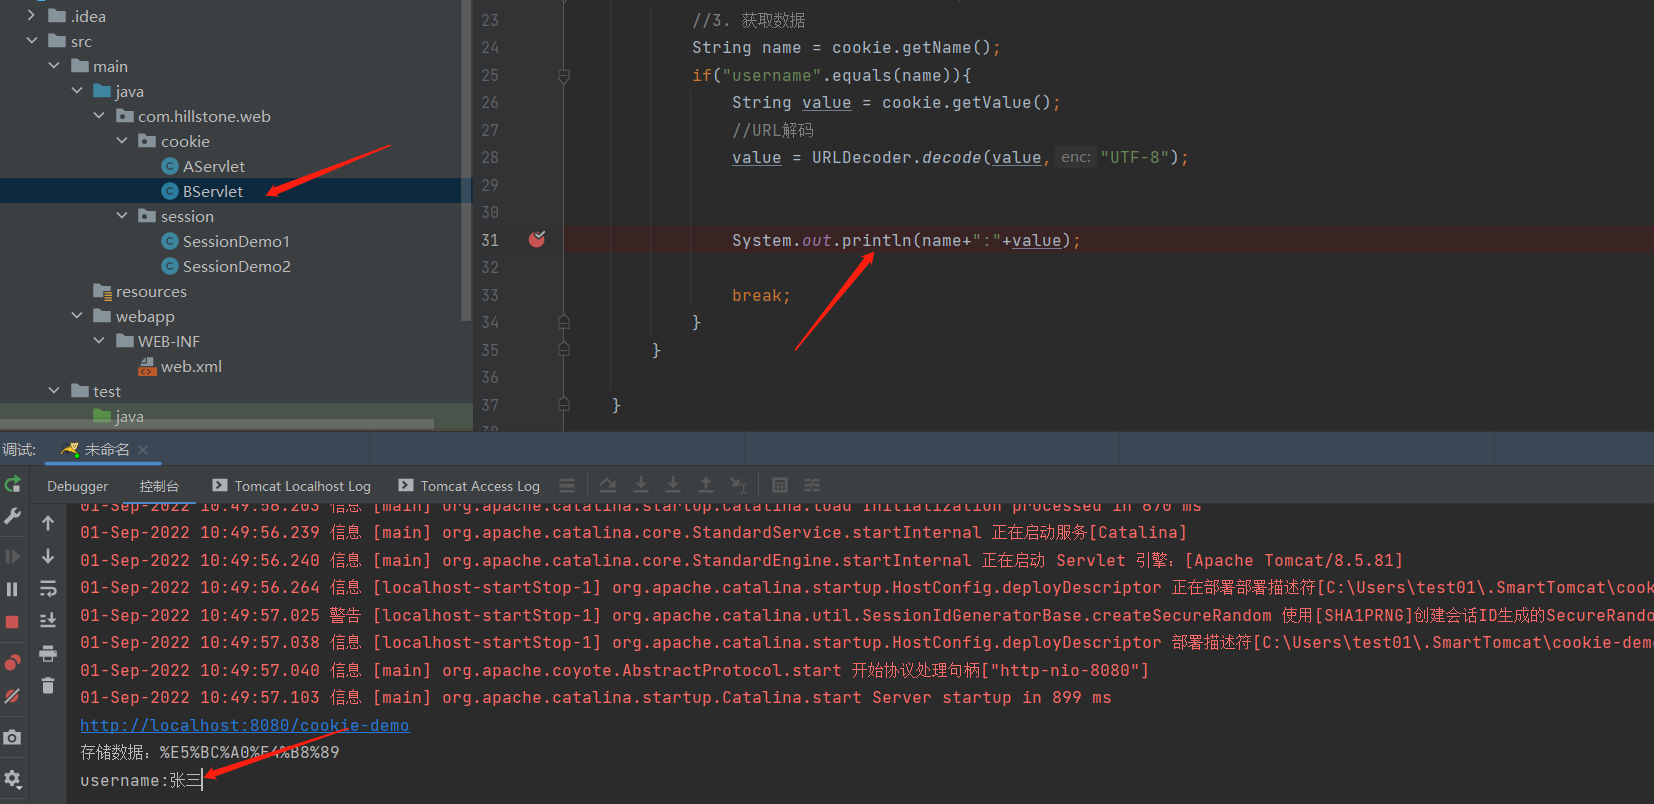 .idea
src
main
java
com.hillstone.web
cookie
AServlet
BServlet
session
SessionDemo1
SessionDemo2
resources
webapp
WEB-INF
web.xml
test
java
23 //3. 获取数据
24 String name = cookie.getName();
25 if("username".equals(name)){
26 String value = cookie.getValue();
27 //URL解码
28 value = URLDecoder.decode(value, enc: "UTF-8");
29
30
31 System.out.println(name+":"+value);
32
33 break;
34 }
35 }
36
37 }
38
调试: 未命名
Debugger 控制台 Tomcat Localhost Log Tomcat Access Log
01-Sep-2022 10:49:56.203 信息 [main] org.apache.catalina.startup.Catalina.load Initialization processed in 670 ms
01-Sep-2022 10:49:56.239 信息 [main] org.apache.catalina.core.StandardService.startInternal 正在启动服务[Catalina]
01-Sep-2022 10:49:56.240 信息 [main] org.apache.catalina.core.StandardEngine.startInternal 正在启动 Servlet 引擎：[Apache Tomcat/8.5.81]
01-Sep-2022 10:49:56.264 信息 [localhost-startStop-1] org.apache.catalina.startup.HostConfig.deployDescriptor 正在部署部署描述符[C:\Users\test01\.SmartTomcat\cook
01-Sep-2022 10:49:57.025 警告 [localhost-startStop-1] org.apache.catalina.util.SessionIdGeneratorBase.createSecureRandom 使用[SHA1PRNG]创建会话ID生成的SecureRando
01-Sep-2022 10:49:57.038 信息 [localhost-startStop-1] org.apache.catalina.startup.HostConfig.deployDescriptor 部署描述符[C:\Users\test01\.SmartTomcat\cookie-demo
01-Sep-2022 10:49:57.040 信息 [main] org.apache.coyote.AbstractProtocol.start 开始协议处理句柄["http-nio-8080"]
01-Sep-2022 10:49:57.103 信息 [main] org.apache.catalina.startup.Catalina.start Server startup in 899 ms
http://localhost:8080/cookie-demo
存储数据：%E5%BC%A0%E4%B8%89
username:张三